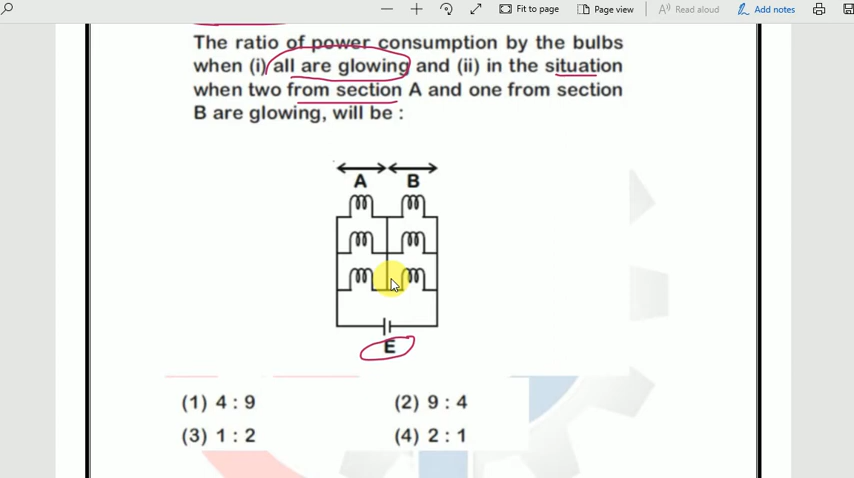 Fit to page
Page view
Read aloud
Add notes
The ratio of power consumption by the bulbs
when (i) all are glowing and (ii) in the situation
when two from section A and one from section
B are glowing, will be :
A B
E
(1) 4 : 9 (2) 9 : 4
(3) 1 : 2 (4) 2 : 1